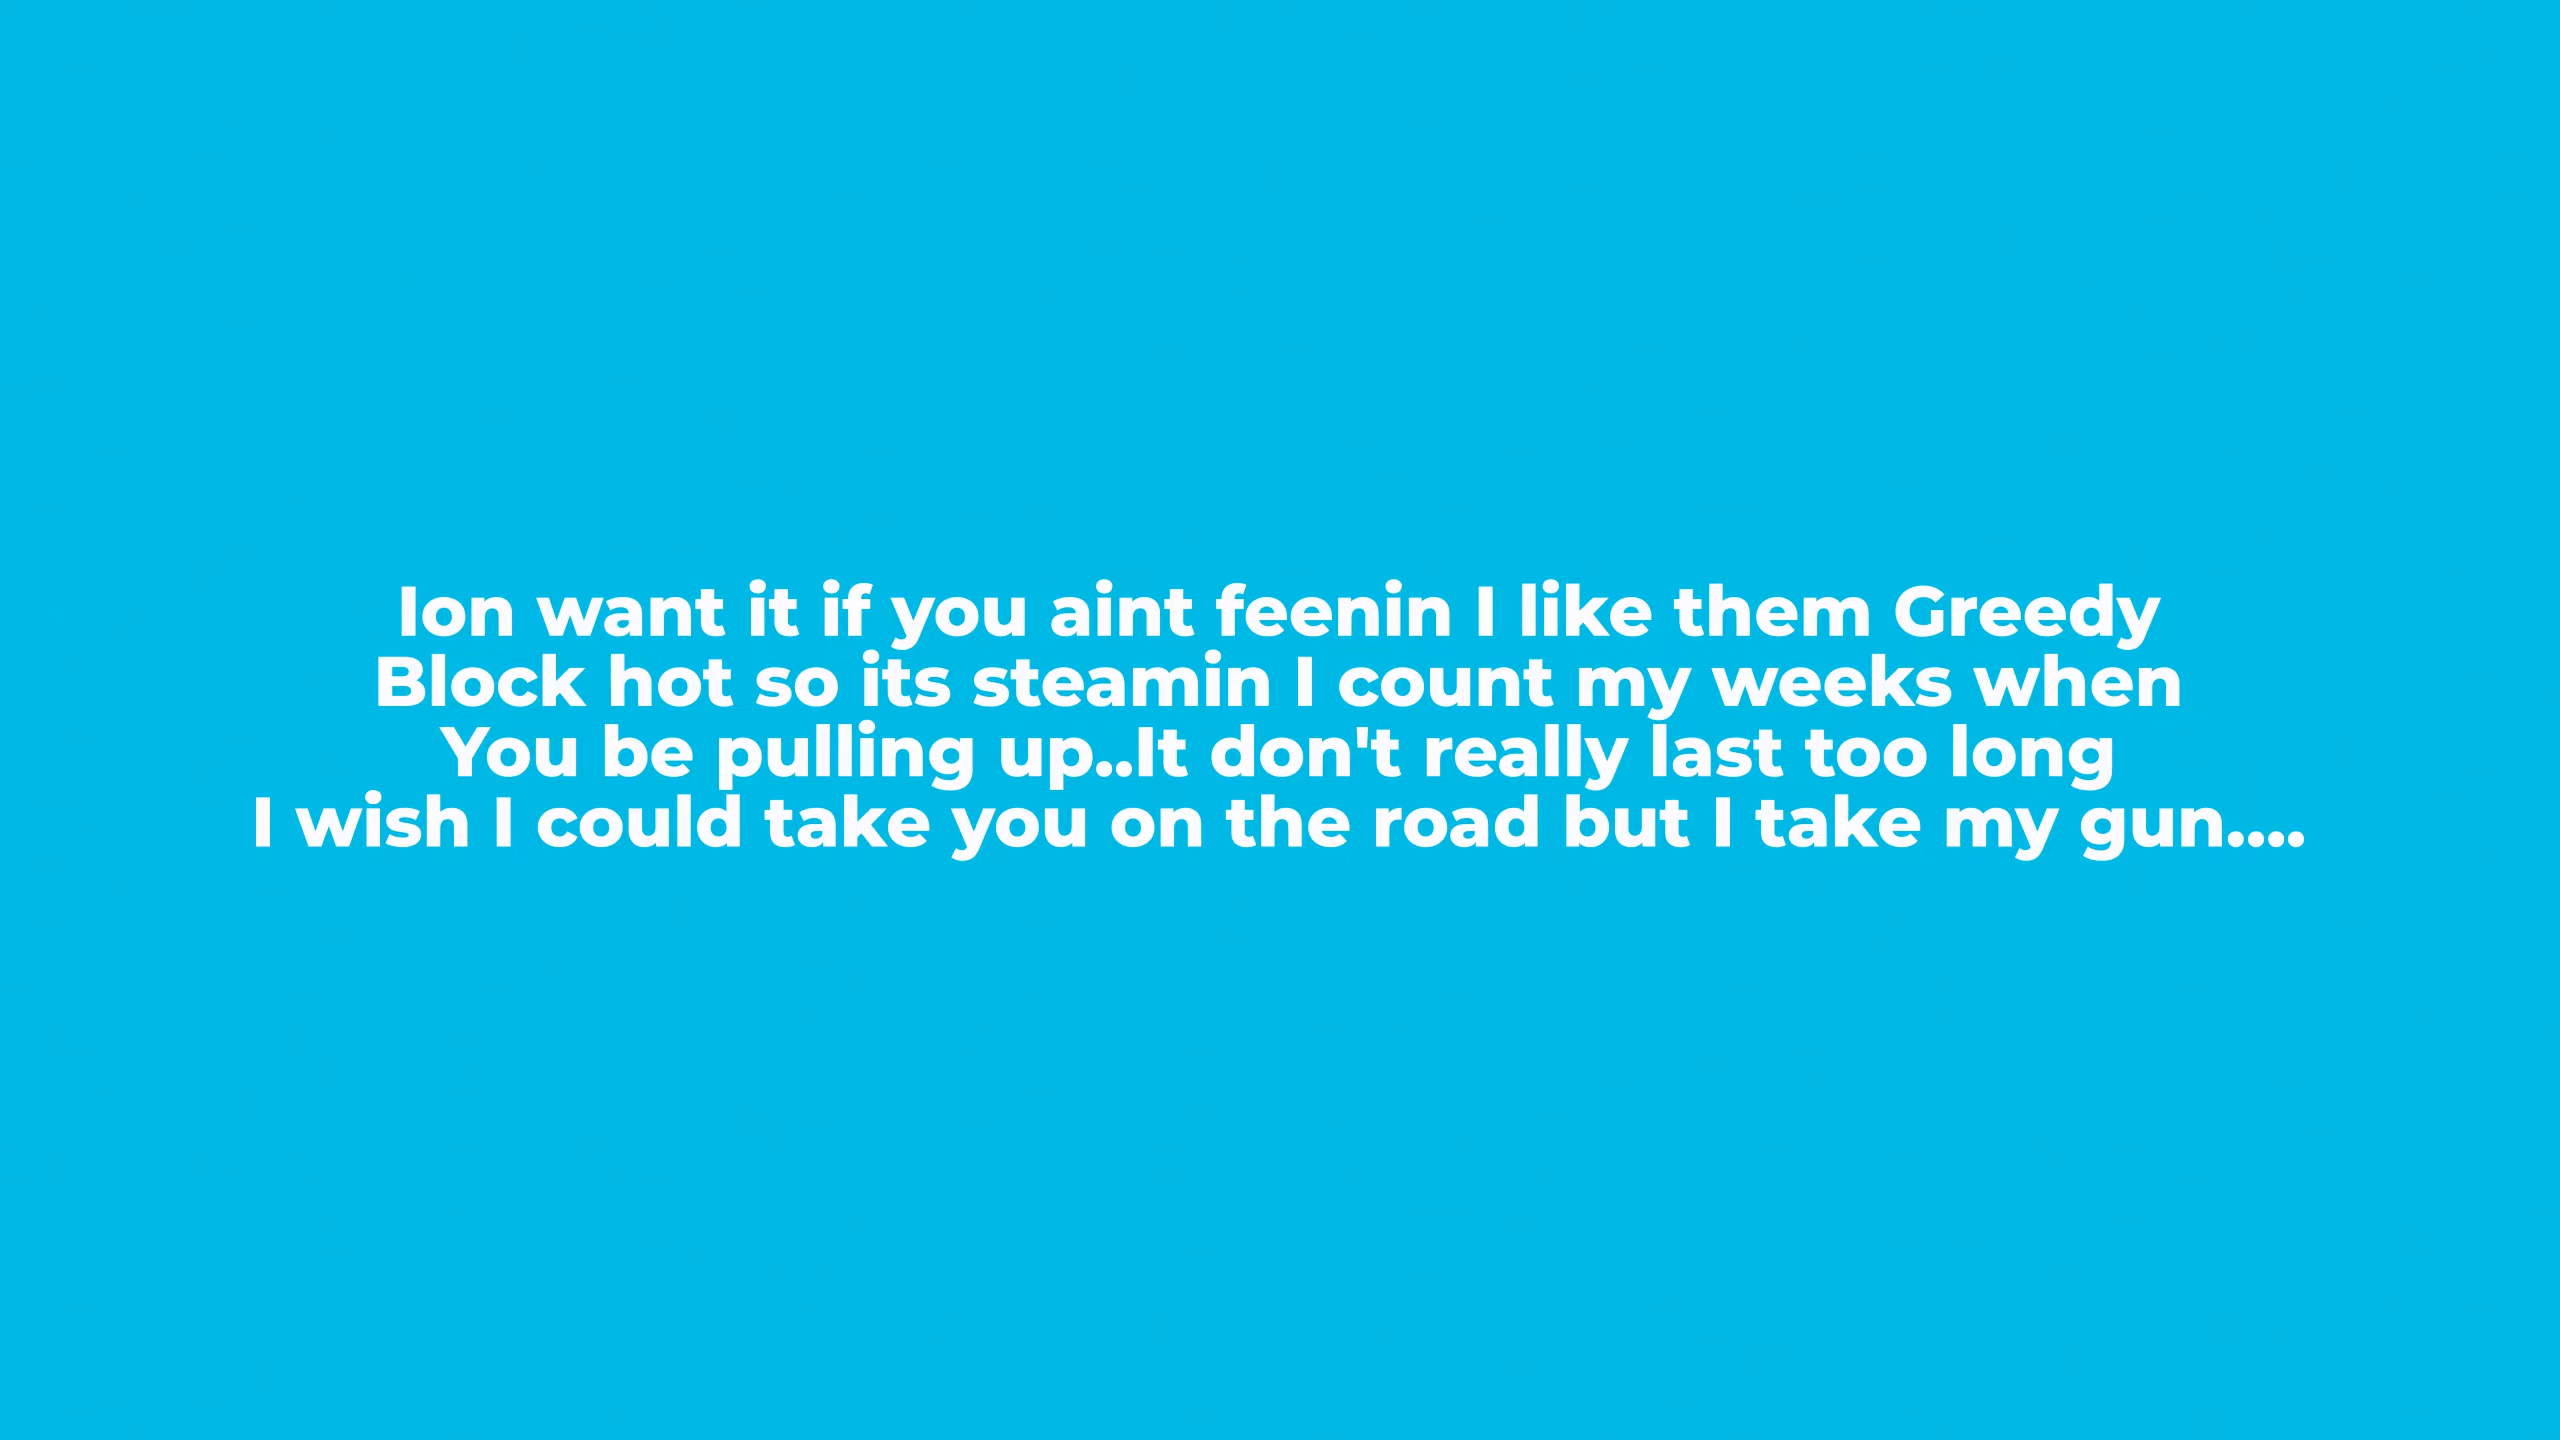 Ion want it if you aint feenin I like them Greedy
Block hot so its steamin I count my weeks when
You be pulling up..It don't really last too long
I wish I could take you on the road but I take my gun....